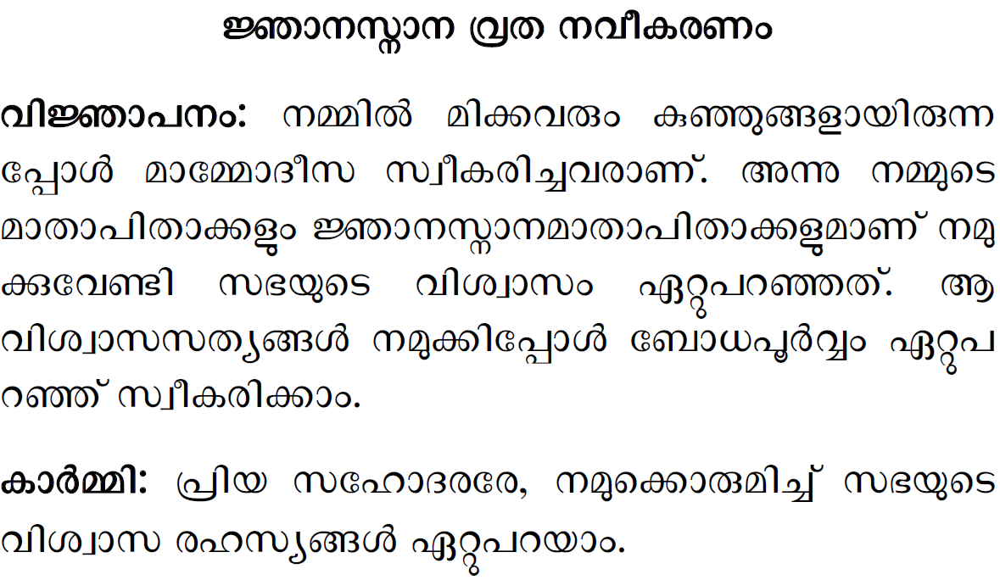 ജ്ഞാനസ്നാന വ്രത നവീകരണം
വിജ്ഞാപനം: നമ്മിൽ മിക്കവരും കുഞ്ഞുങ്ങളായിരുന്ന
പ്പോൾ മാമ്മോദീസ സ്വീകരിച്ചവരാണ്. അന്നു നമ്മുടെ
മാതാപിതാക്കളും ജ്ഞാനസ്നാനമാതാപിതാക്കളുമാണ് നമു
ക്കുവേണ്ടി സഭയുടെ വിശ്വാസം ഏറ്റുപറഞ്ഞത്. ആ
വിശ്വാസസത്യങ്ങൾ നമുക്കിപ്പോൾ ബോധപൂർവ്വം ഏറ്റുപ
റഞ്ഞ് സ്വീകരിക്കാം.
കാർമ്മി: പ്രിയ സഹോദരരേ, നമുക്കൊരുമിച്ച് സഭയുടെ
വിശ്വാസ രഹസ്യങ്ങൾ ഏറ്റുപറയാം.